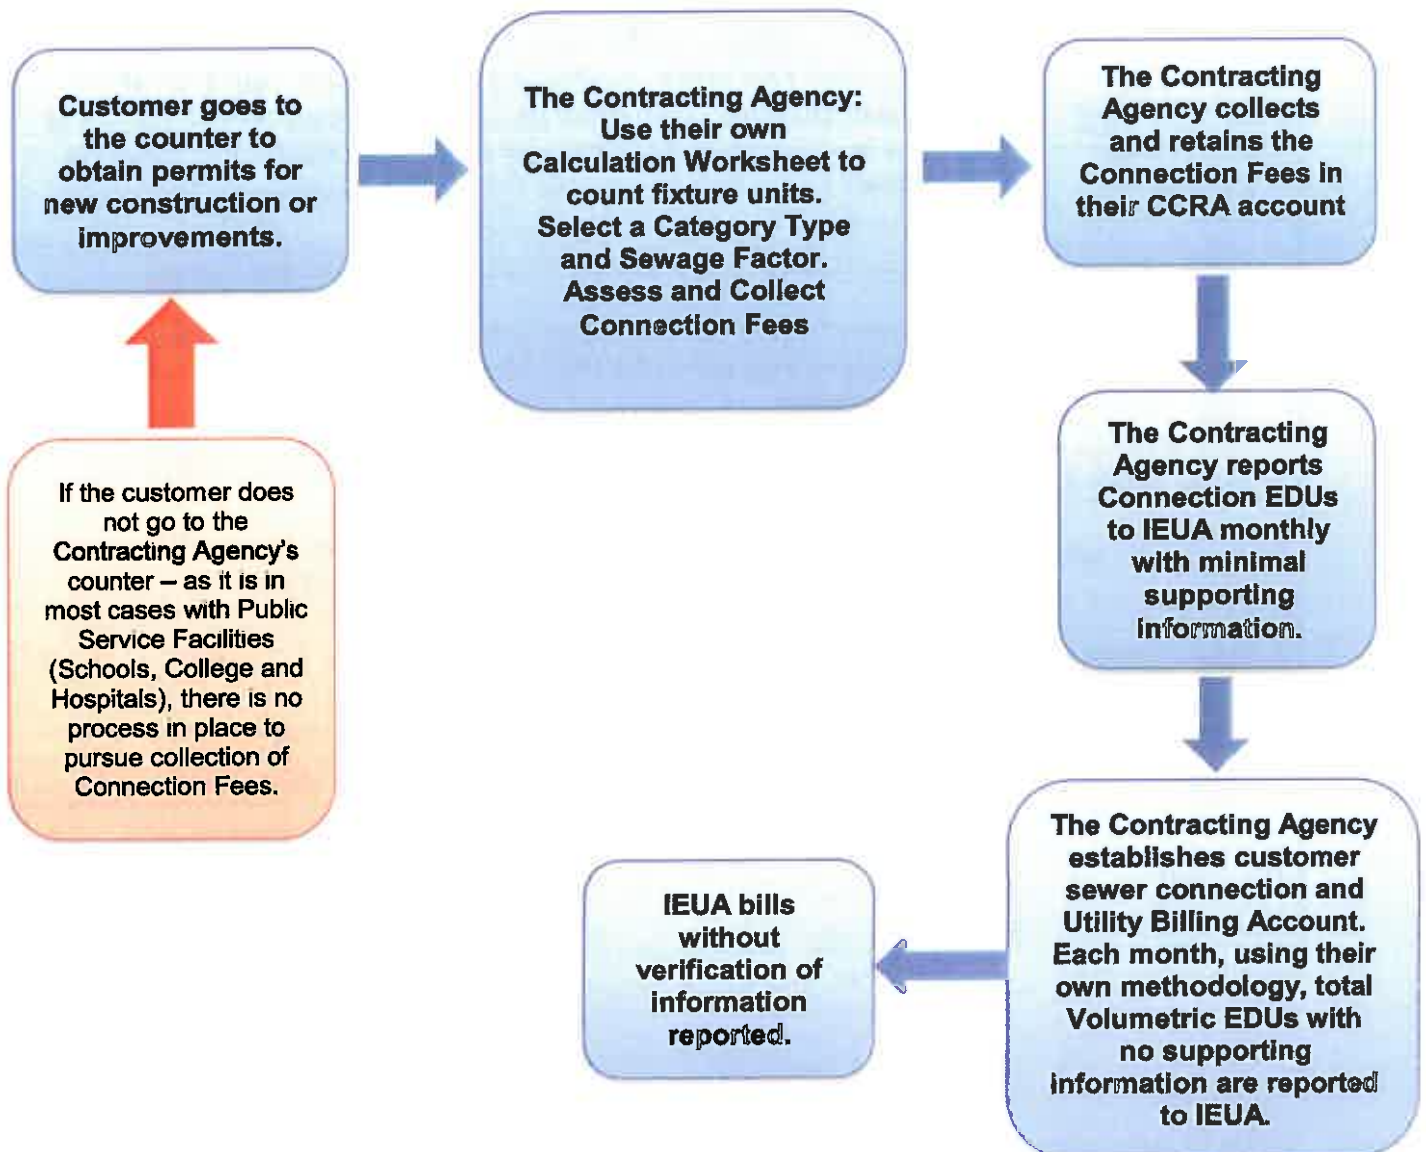 Customer goes to
the counter to
obtain permits for
new construction or
improvements.
The Contracting Agency:
Use their own
Calculation Worksheet to
count fixture units.
Select a Category Type
and Sewage Factor.
Assess and Collect
Connection Fees
The Contracting
Agency collects
and retains the
Connection Fees in
their CCRA account
If the customer does
not go to the
Contracting Agency's
counter – as it is in
most cases with Public
Service Facilities
(Schools, College and
Hospitals), there is no
process in place to
pursue collection of
Connection Fees.
The Contracting
Agency reports
Connection EDUs
to IEUA monthly
with minimal
supporting
information.
The Contracting Agency
establishes customer
sewer connection and
Utility Billing Account.
Each month, using their
own methodology, total
Volumetric EDUs with
no supporting
information are reported
to IEUA.
IEUA bills
without
verification of
information
reported.